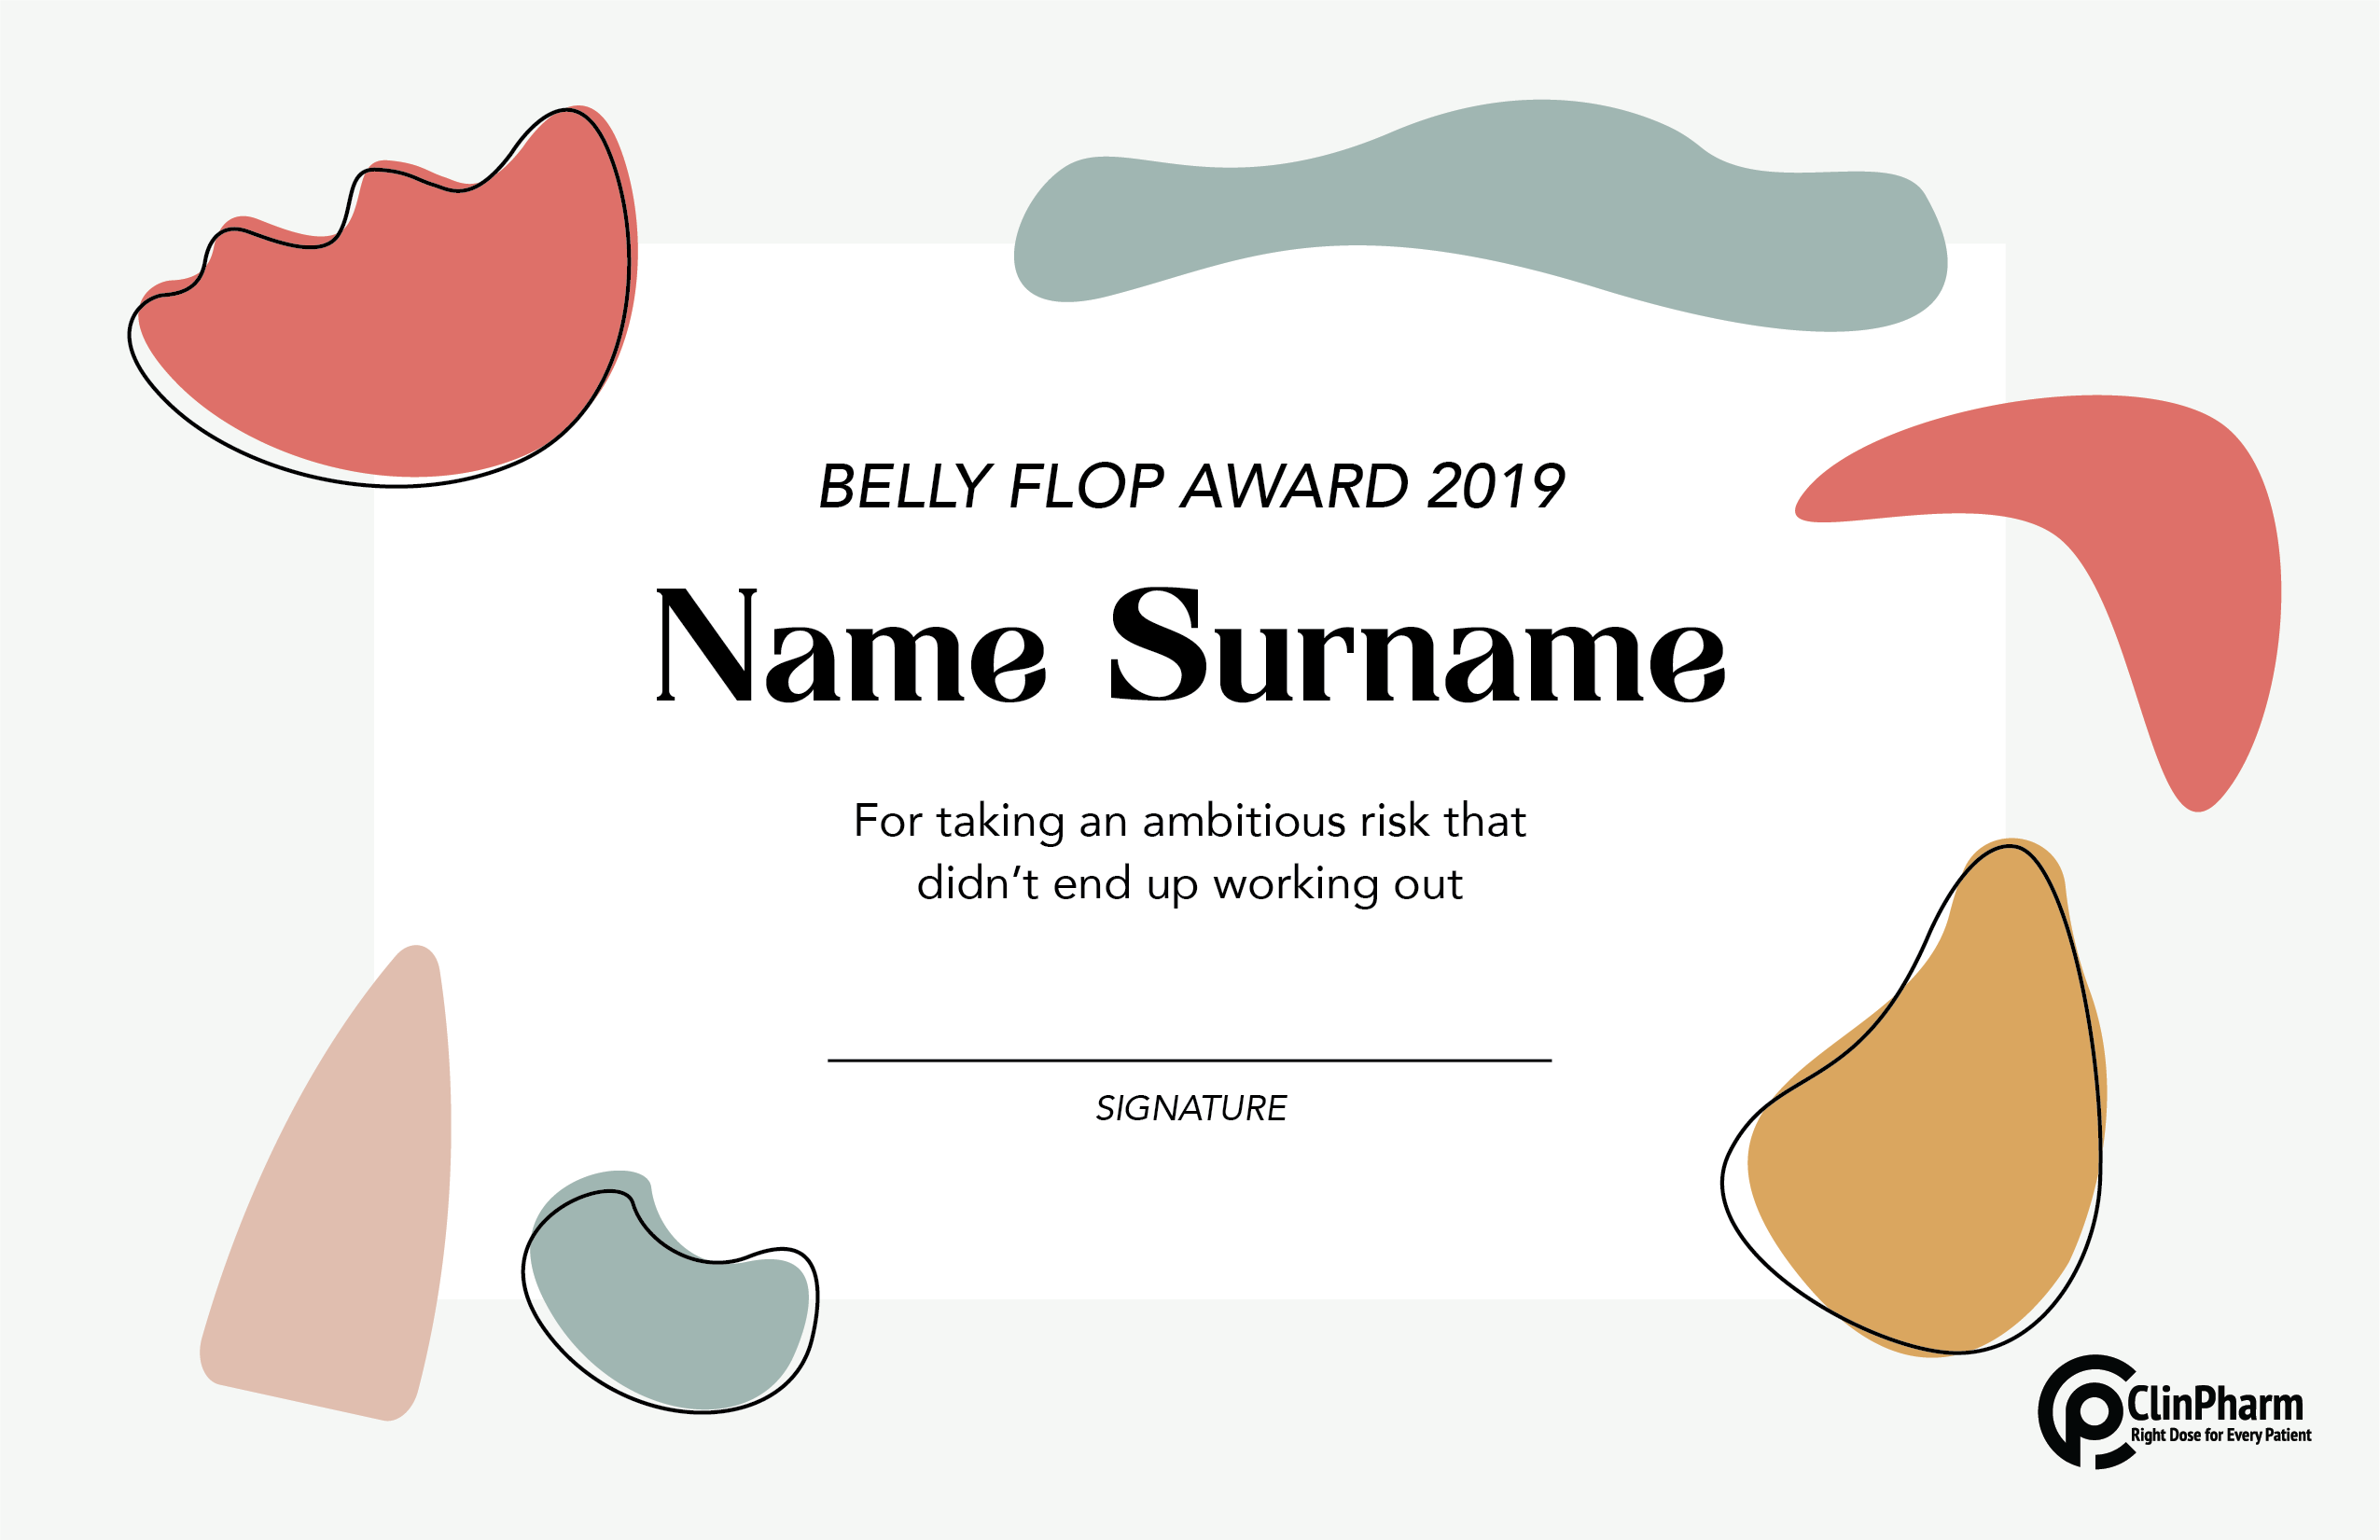 BELLY FLOP AWARD 2019
Name Surname
For taking an ambitious risk that
didn't end up working out
SIGNATURE
ClinPharm
Right Dose for Every Patient